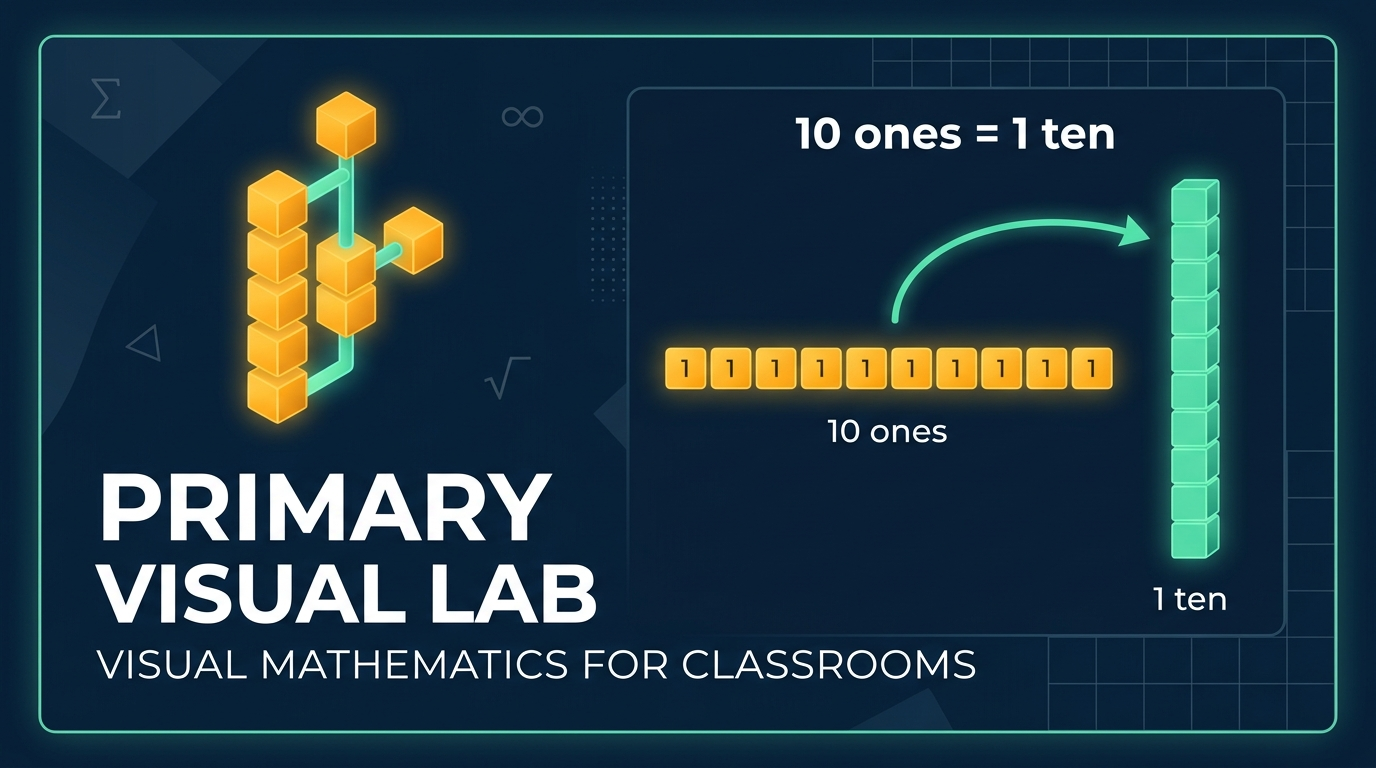 Σ
∞
√
PRIMARY
VISUAL LAB
VISUAL MATHEMATICS FOR CLASSROOMS
10 ones = 1 ten
1 1 1 1 1 1 1 1 1 1
10 ones
1 ten